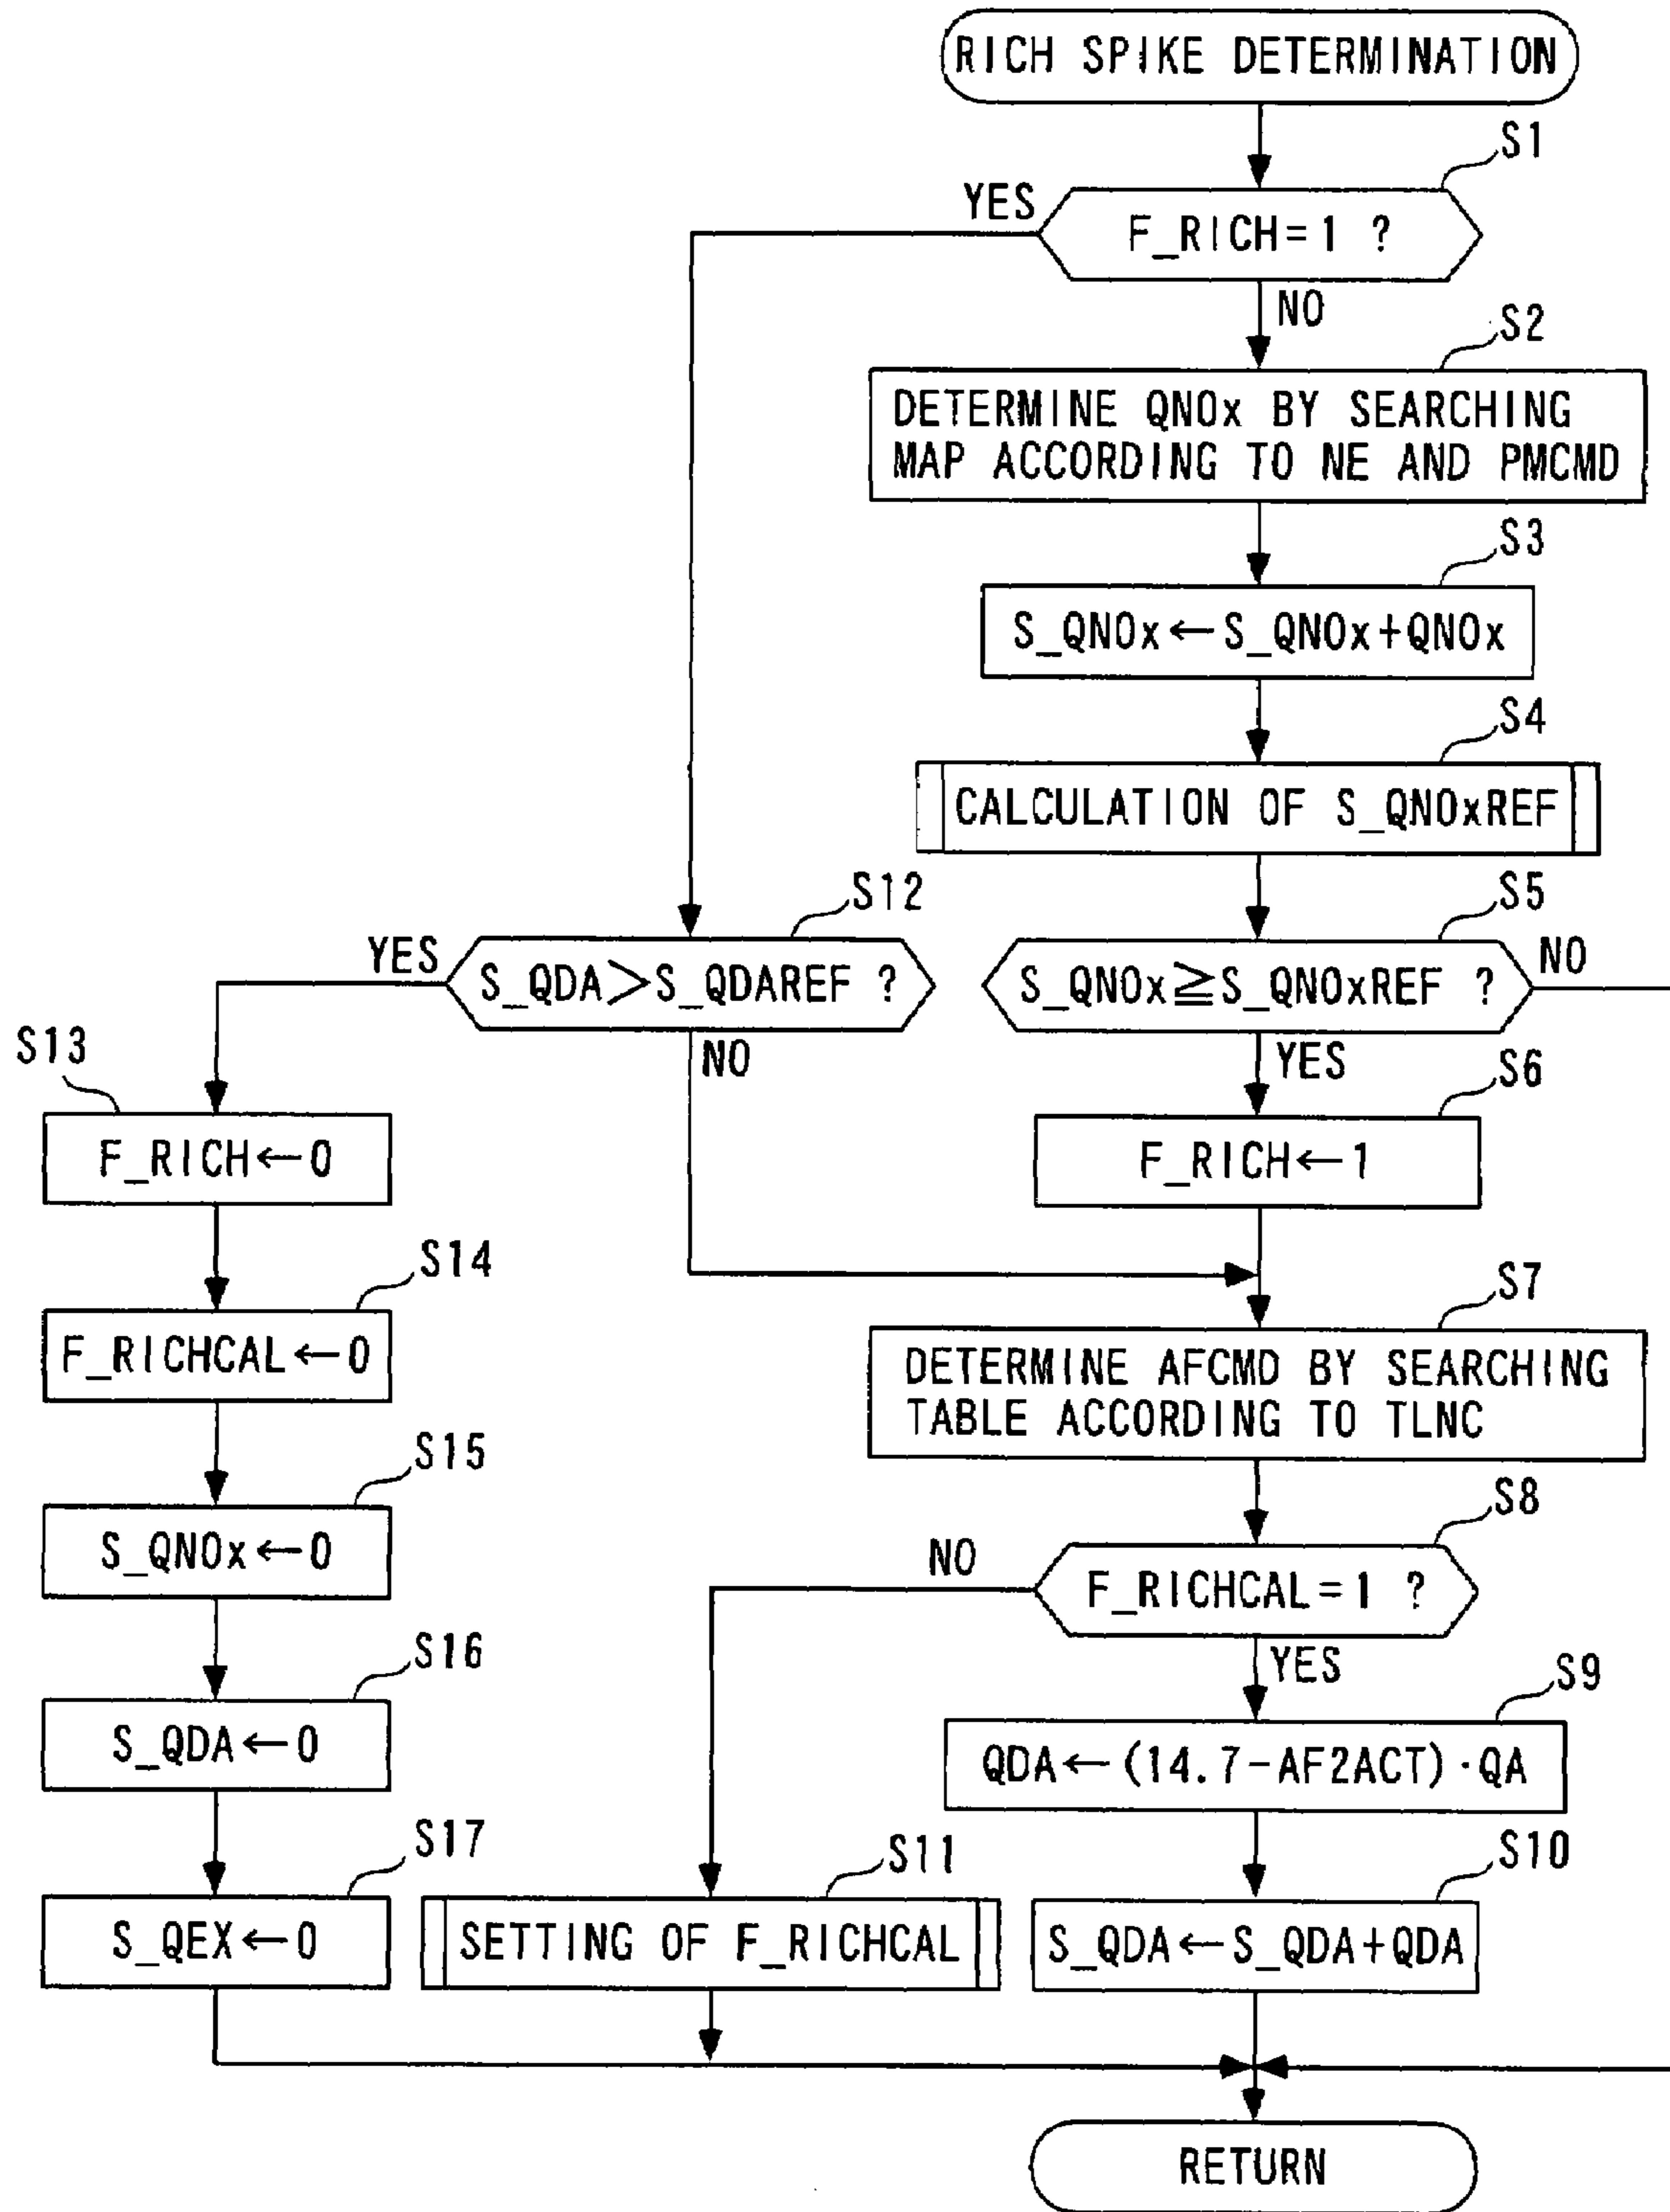 RICH SPIKE DETERMINATION
S1
YES
F_RICH=1 ?
NO
S2
DETERMINE QNOx BY SEARCHING
MAP ACCORDING TO NE AND PMCMD
S3
S_QNOx←S_QNOx+QNOx
S4
CALCULATION OF S_QNOxREF
S12
S5
YES
S_QDA>S_QDAREF ?
S_QNOx≧S_QNOxREF ?
NO
S13
NO
YES
S6
F_RICH←0
F_RICH←1
S14
S7
F_RICHCAL←0
DETERMINE AFCMD BY SEARCHING
TABLE ACCORDING TO TLNC
S15
S8
S_QNOx←0
NO
F_RICHCAL=1 ?
S16
YES
S9
S_QDA←0
QDA←(14.7-AF2ACT)·QA
S17
S11
S10
S_QEX←0
SETTING OF F_RICHCAL
S_QDA←S_QDA+QDA
RETURN